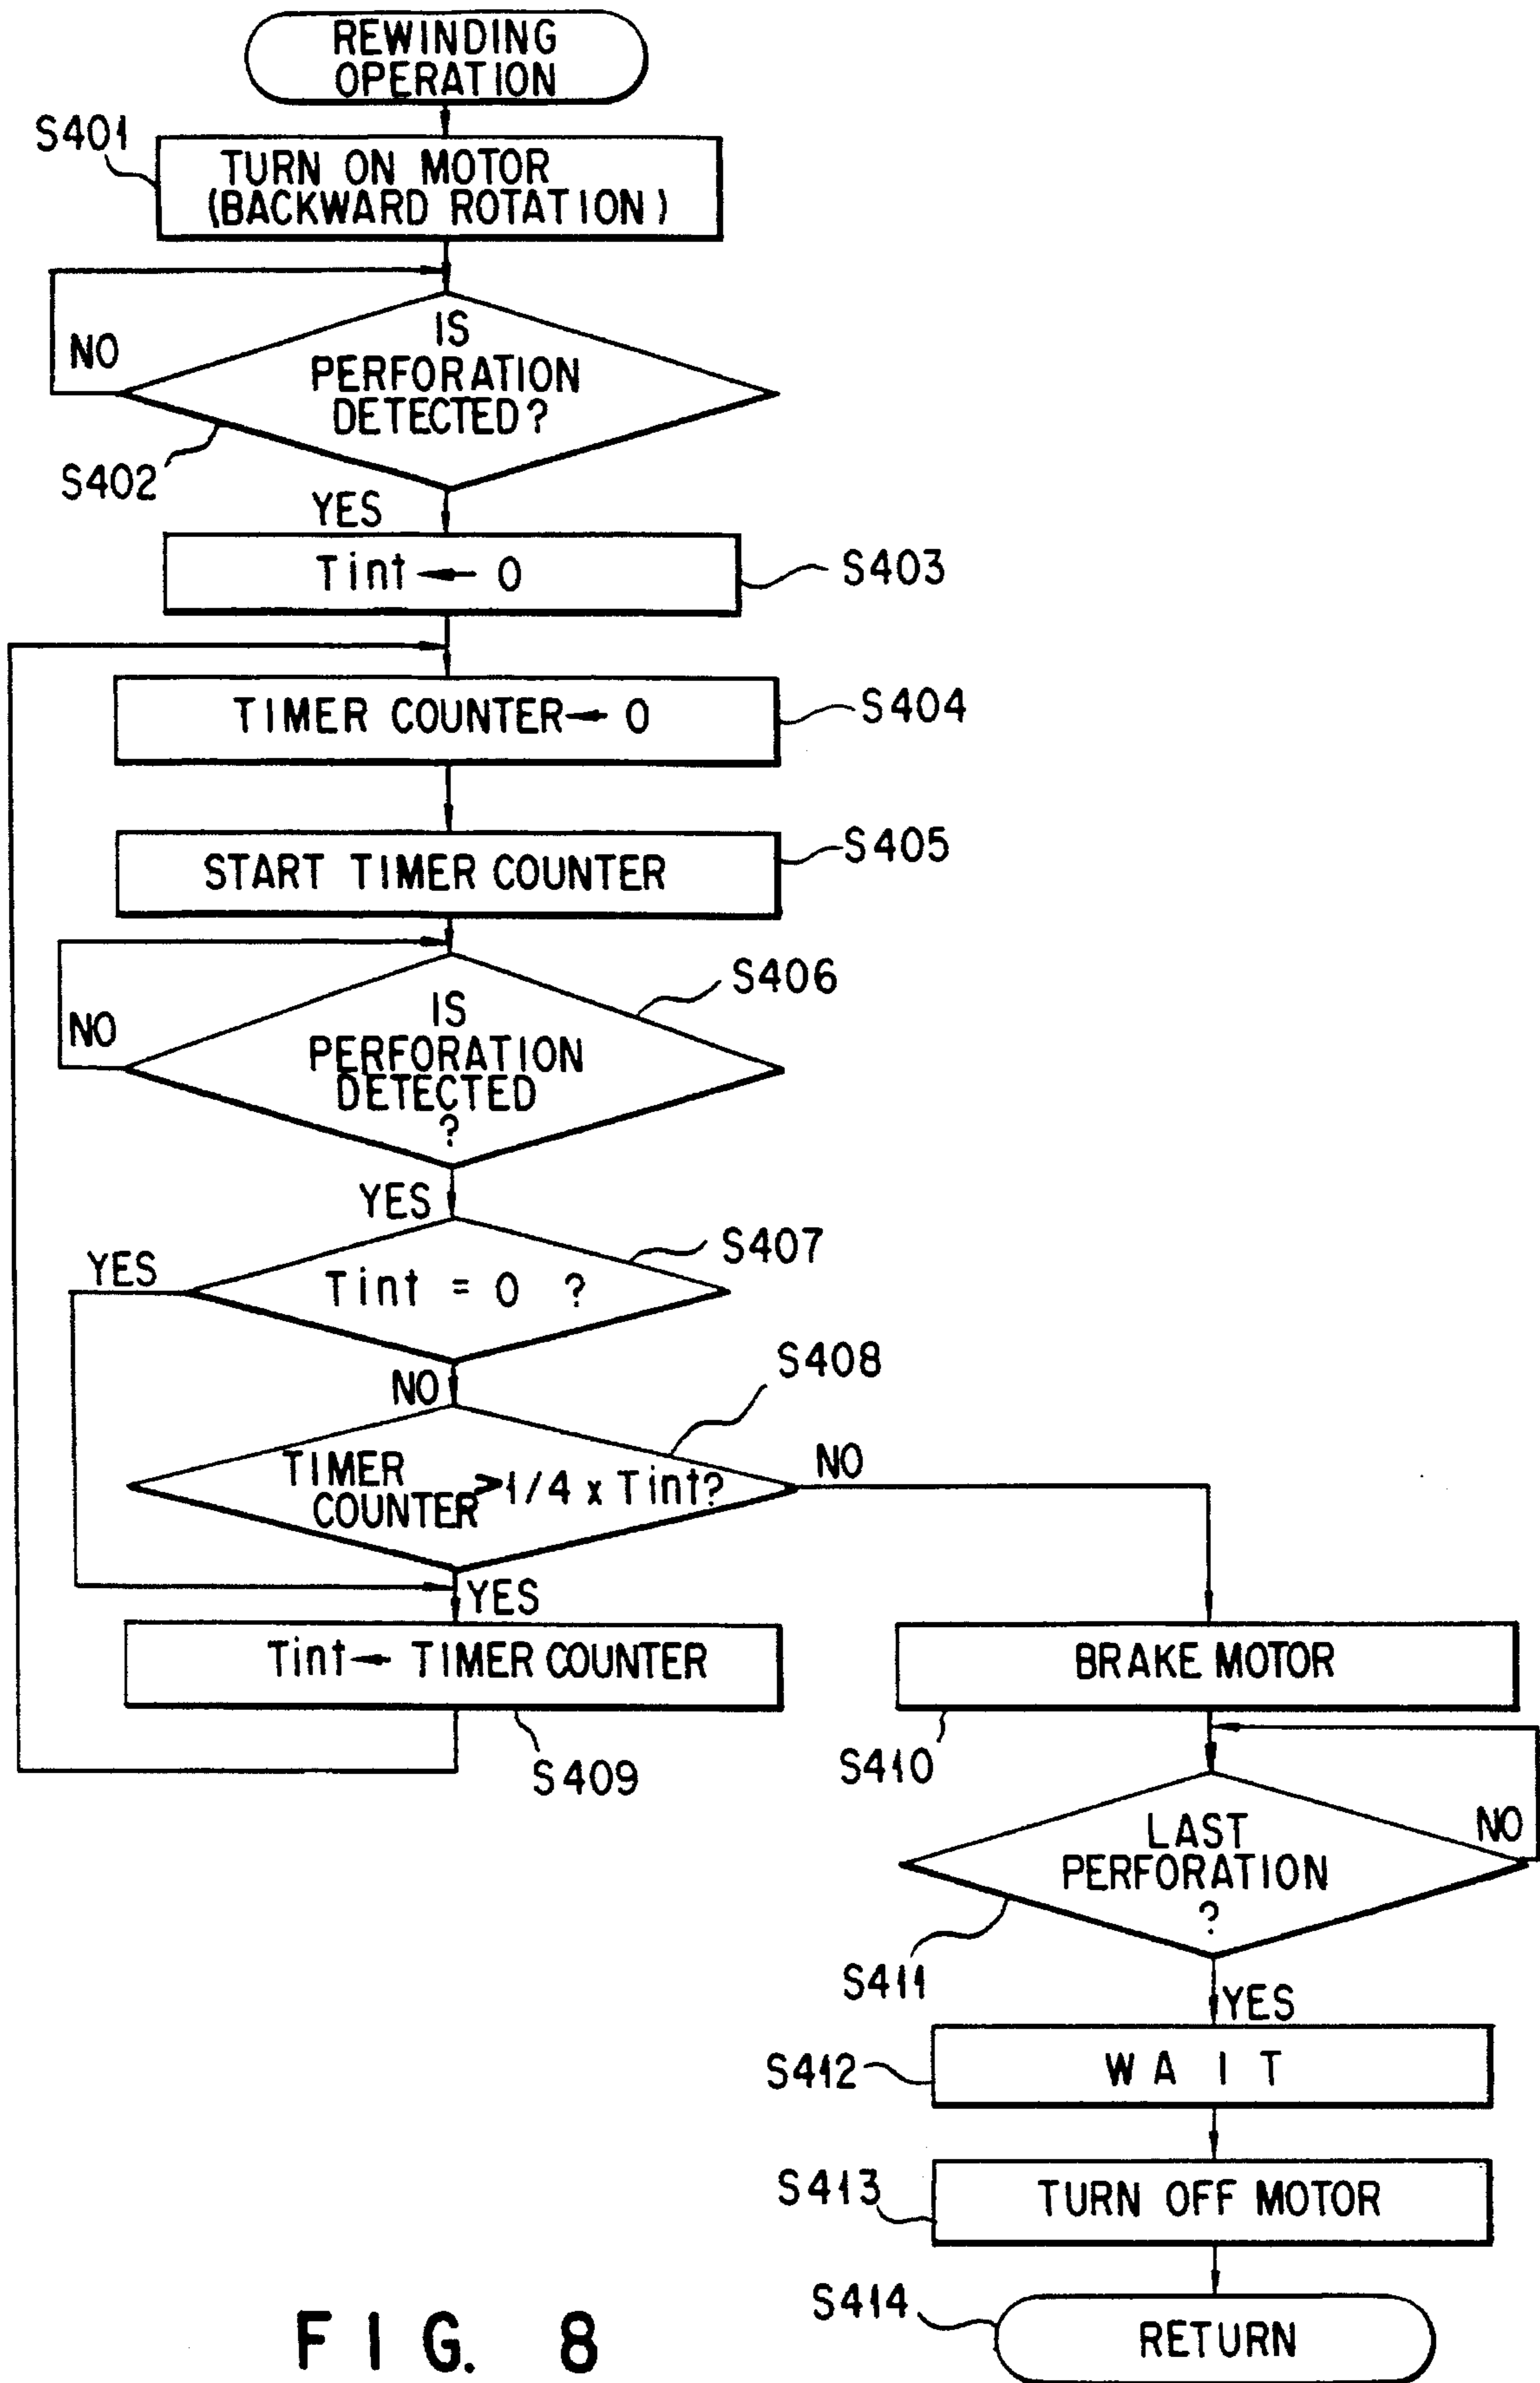 REWINDING
OPERATION
S401
TURN ON MOTOR
(BACKWARD ROTATION)
NO
IS
PERFORATION
DETECTED?
S402
YES
Tint ← 0
S403
TIMER COUNTER ← 0
S404
START TIMER COUNTER
S405
S406
NO
IS
PERFORATION
DETECTED
?
YES
S407
YES
Tint = 0 ?
NO
S408
TIMER
COUNTER > 1/4 x Tint?
NO
YES
Tint ← TIMER COUNTER
S409
BRAKE MOTOR
S410
LAST
PERFORATION
?
NO
S411
YES
S412
WAIT
S413
TURN OFF MOTOR
S414
RETURN
FIG. 8